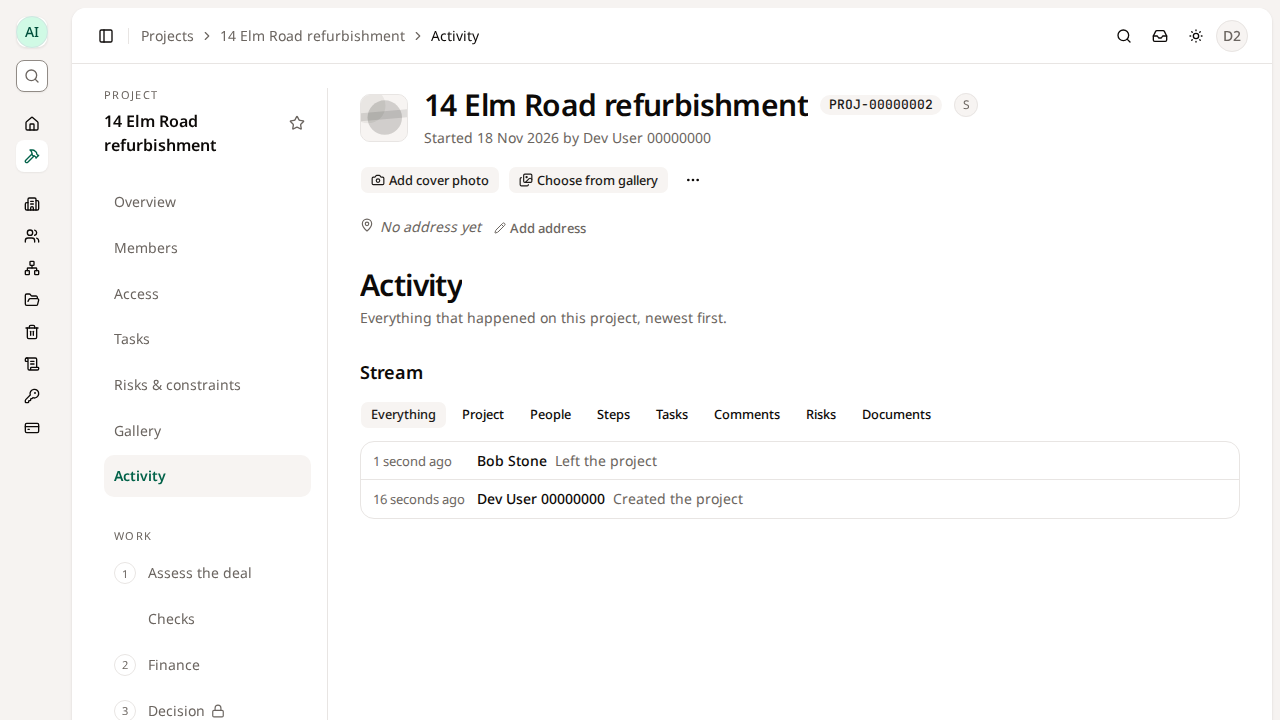 AI
Projects
14 Elm Road refurbishment
Activity
D2
PROJECT
14 Elm Road
refurbishment
Overview
Members
Access
Tasks
Risks & constraints
Gallery
Activity
WORK
1 Assess the deal
Checks
2 Finance
3 Decision
14 Elm Road refurbishment PROJ-00000002 S
Started 18 Nov 2026 by Dev User 00000000
Add cover photo Choose from gallery
No address yet Add address
Activity
Everything that happened on this project, newest first.
Stream
Everything Project People Steps Tasks Comments Risks Documents
1 second ago Bob Stone Left the project
16 seconds ago Dev User 00000000 Created the project